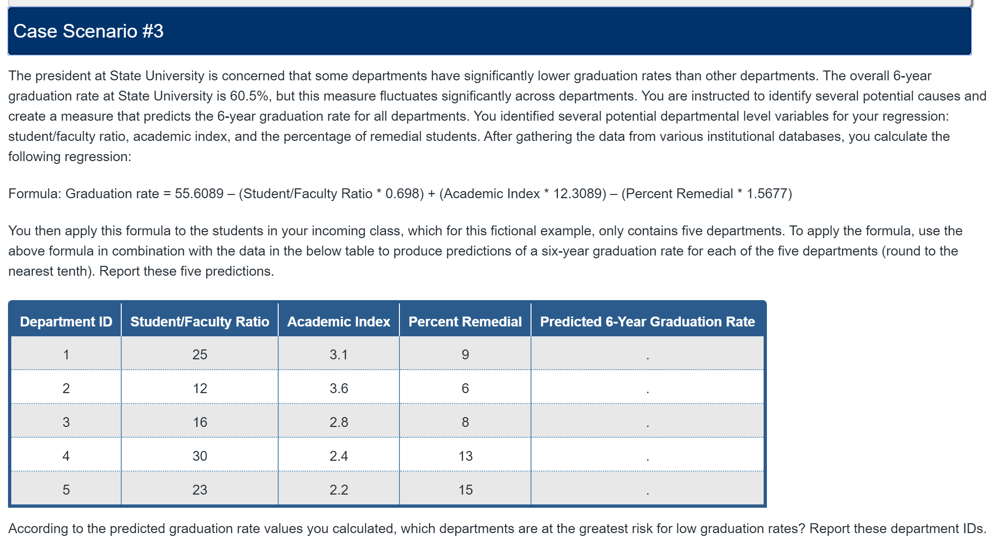 Case Scenario #3
The president at State University is concerned that some departments have significantly lower graduation rates than other departments. The overall 6-year
graduation rate at State University is 60.5%, but this measure fluctuates significantly across departments. You are instructed to identify several potential causes and
create a measure that predicts the 6-year graduation rate for all departments. You identified several potential departmental level variables for your regression:
student/faculty ratio, academic index, and the percentage of remedial students. After gathering the data from various institutional databases, you calculate the
following regression:
Formula: Graduation rate = 55.6089 – (Student/Faculty Ratio * 0.698) + (Academic Index * 12.3089) – (Percent Remedial * 1.5677)
You then apply this formula to the students in your incoming class, which for this fictional example, only contains five departments. To apply the formula, use the
above formula in combination with the data in the below table to produce predictions of a six-year graduation rate for each of the five departments (round to the
nearest tenth). Report these five predictions.
Department ID Student/Faculty Ratio Academic Index Percent Remedial Predicted 6-Year Graduation Rate
1 25 3.1 9 .
2 12 3.6 6 .
3 16 2.8 8 .
4 30 2.4 13 .
5 23 2.2 15 .
According to the predicted graduation rate values you calculated, which departments are at the greatest risk for low graduation rates? Report these department IDs.